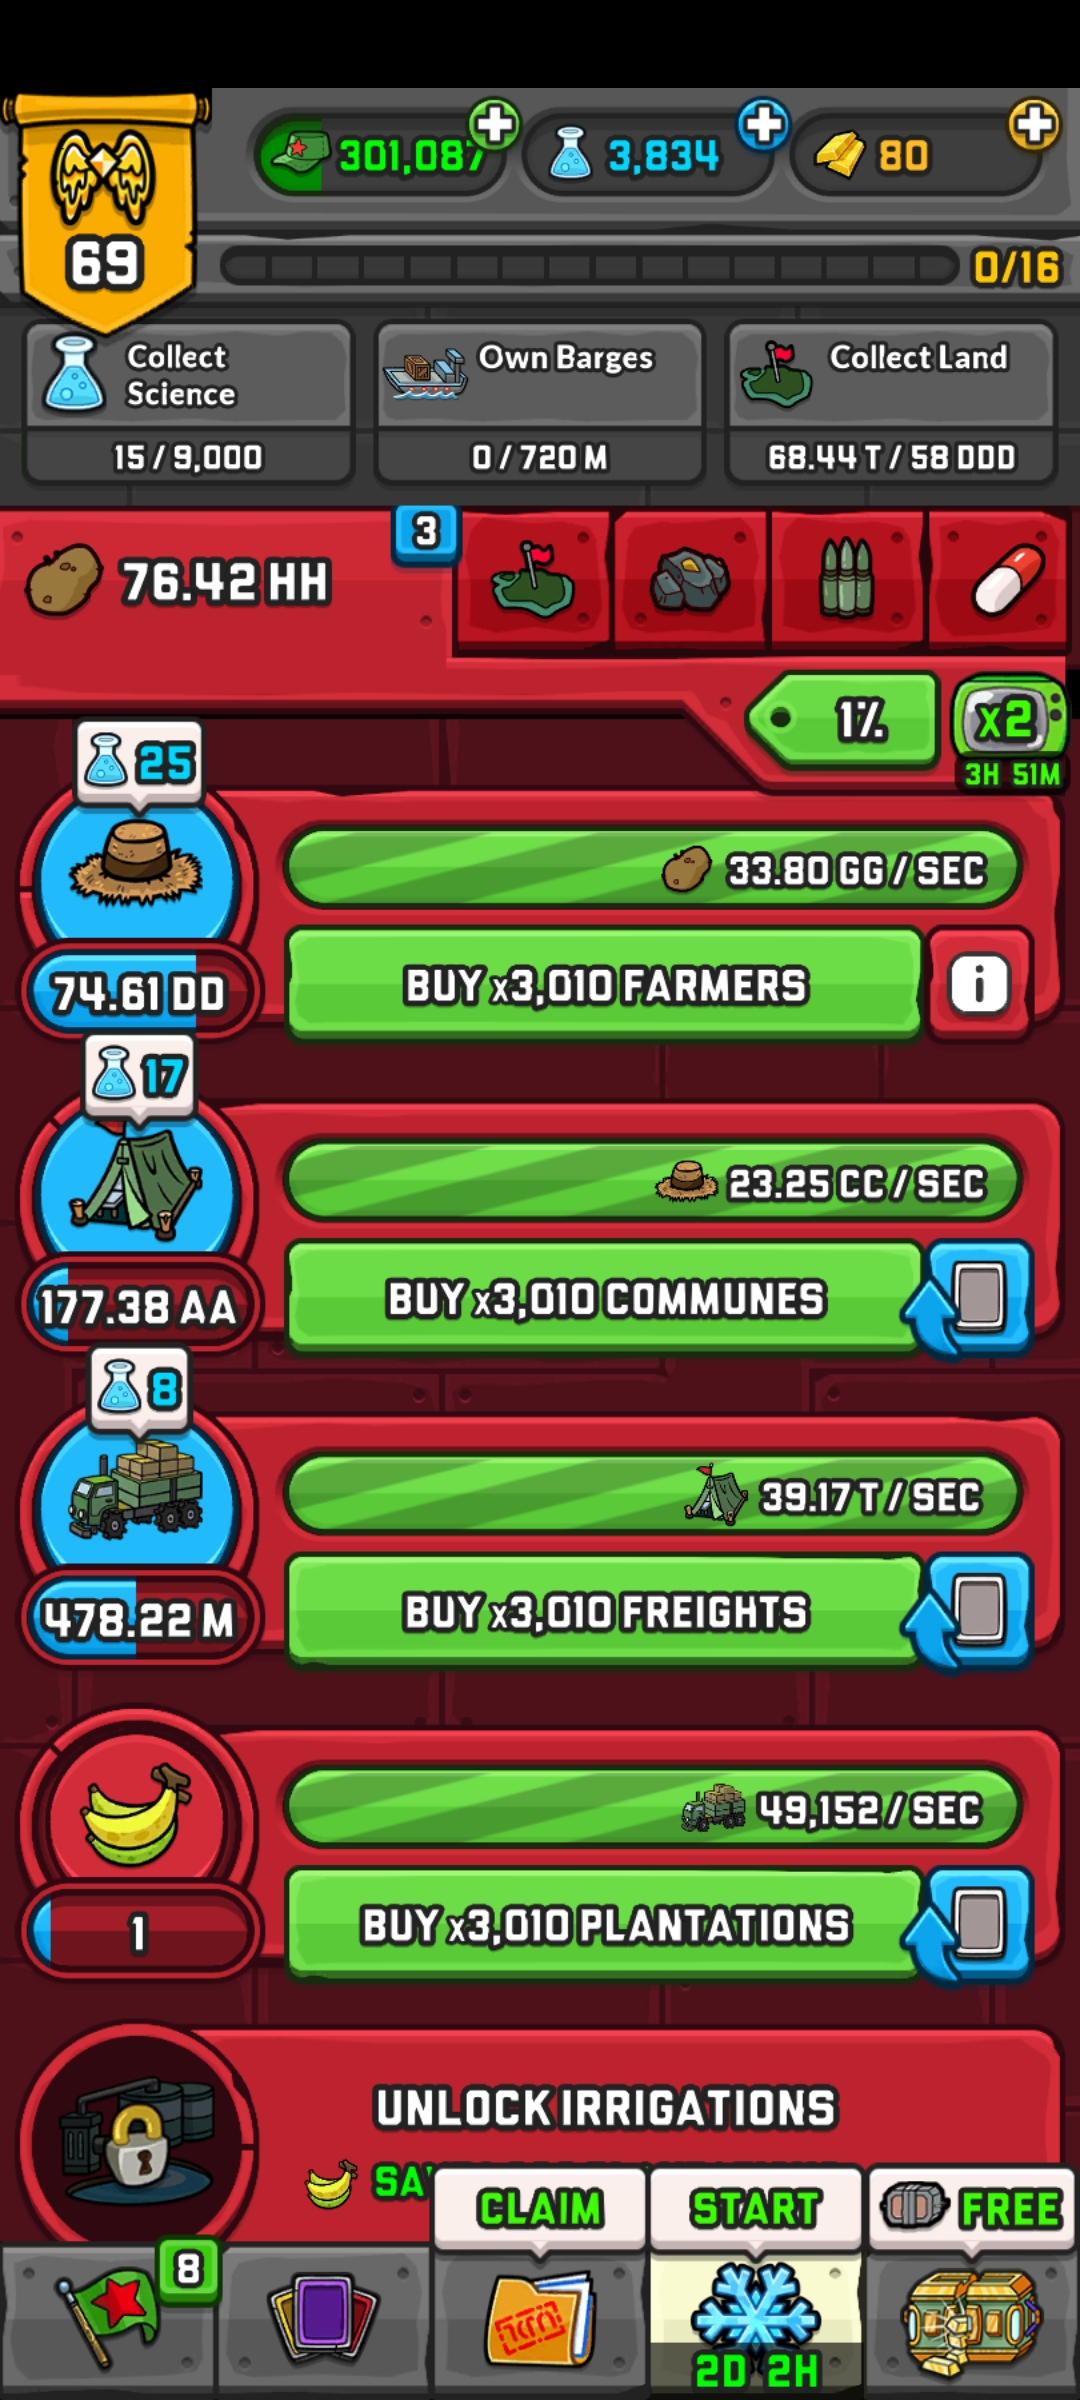 301,087
3,834
80
69
0/16
Collect
Science
15 / 9,000
Own Barges
0 / 720 M
Collect Land
68.44 T / 58 DDD
76.42 HH
3
1%
x2
3H 51M
25
33.80 GG / SEC
74.61 DD
BUY x3,010 FARMERS
i
17
23.25 CC / SEC
177.38 AA
BUY x3,010 COMMUNES
8
39.17 T / SEC
478.22 M
BUY x3,010 FREIGHTS
49,152 / SEC
1
BUY x3,010 PLANTATIONS
UNLOCK IRRIGATIONS
CLAIM
START
FREE
8
2D 2H